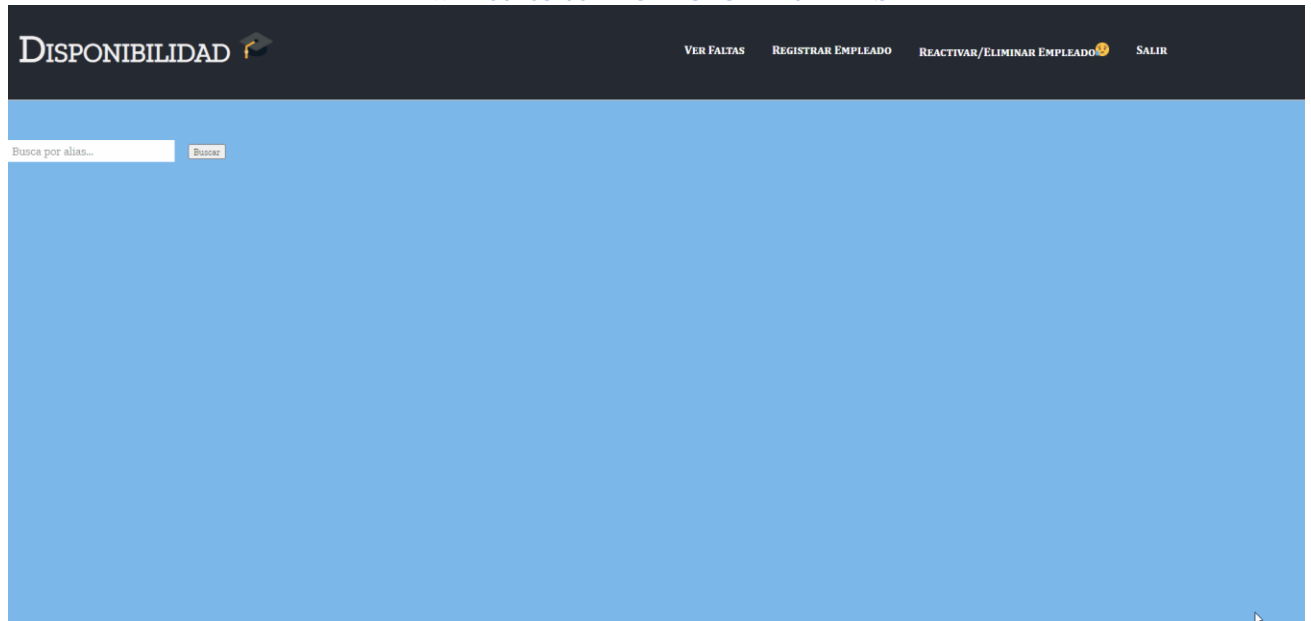 Disponibilidad
Ver Faltas Registrar Empleado Reactivar/Eliminar Empleado Salir
Busca por alias... Buscar